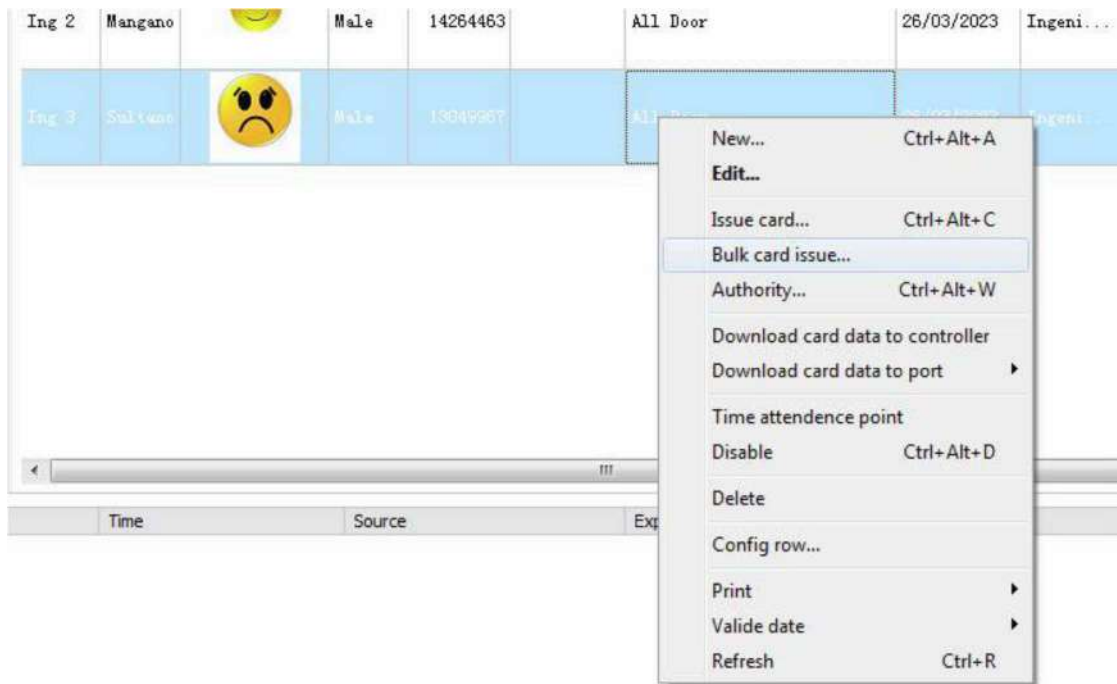 Ing 2 Mangano Male 14264463 All Door 26/03/2023 Ingeni...
Ing 3 Sultano Male All Ingeni...
New... Ctrl+Alt+A
Edit...
Issue card... Ctrl+Alt+C
Bulk card issue...
Authority... Ctrl+Alt+W
Download card data to controller
Download card data to port
Time attendence point
Disable Ctrl+Alt+D
Delete
Config row...
Print
Valide date
Refresh Ctrl+R
Time Source Exp